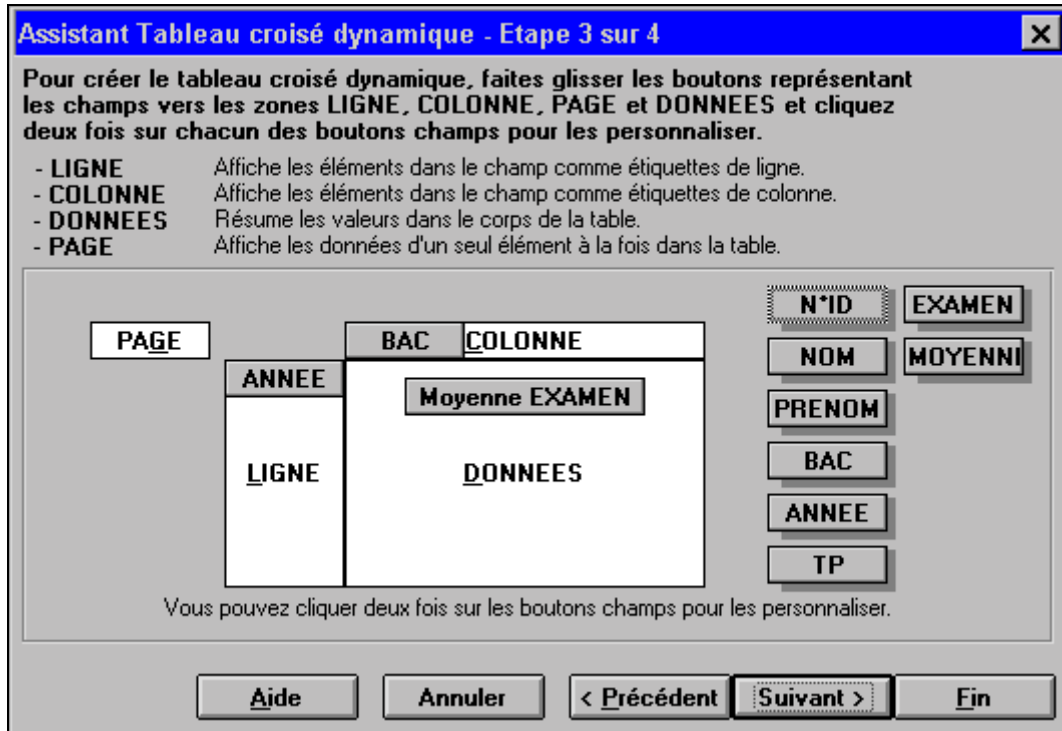 Assistant Tableau croisé dynamique - Etape 3 sur 4
Pour créer le tableau croisé dynamique, faites glisser les boutons représentant
les champs vers les zones LIGNE, COLONNE, PAGE et DONNEES et cliquez
deux fois sur chacun des boutons champs pour les personnaliser.
- LIGNE Affiche les éléments dans le champ comme étiquettes de ligne.
- COLONNE Affiche les éléments dans le champ comme étiquettes de colonne.
- DONNEES Résume les valeurs dans le corps de la table.
- PAGE Affiche les données d'un seul élément à la fois dans la table.
PAGE
BAC COLONNE
ANNEE
Moyenne EXAMEN
LIGNE
DONNEES
N°ID EXAMEN
NOM MOYENNI
PRENOM
BAC
ANNEE
TP
Vous pouvez cliquer deux fois sur les boutons champs pour les personnaliser.
Aide Annuler < Précédent Suivant > Fin